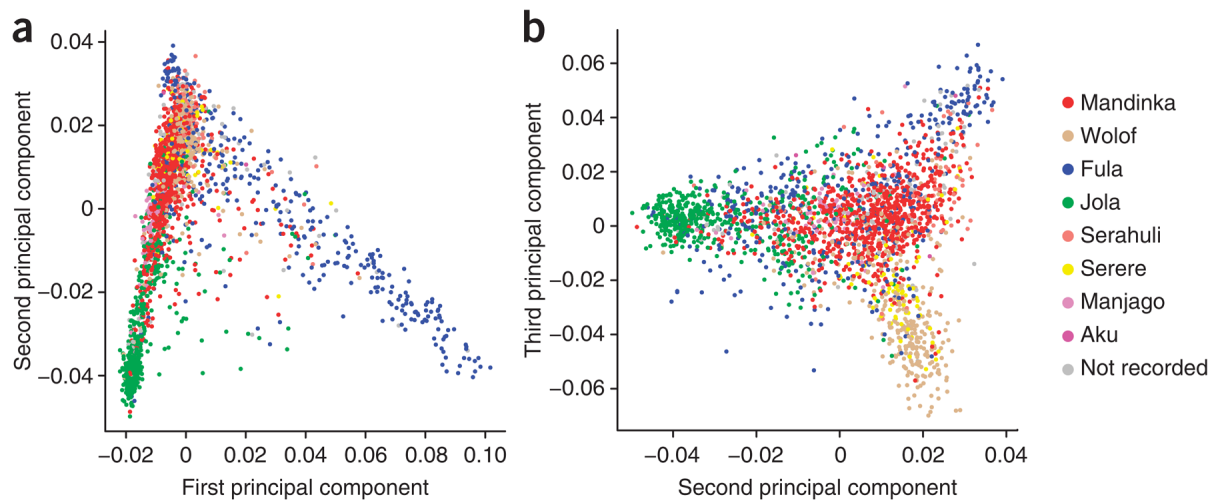 a
0.04
0.02
0
−0.02
−0.04
Second principal component
−0.02 0 0.02 0.04 0.06 0.08 0.10
First principal component
b
0.06
0.04
0.02
0
−0.02
−0.04
−0.06
Third principal component
−0.04 −0.02 0 0.02 0.04
Second principal component
Mandinka
Wolof
Fula
Jola
Serahuli
Serere
Manjago
Aku
Not recorded